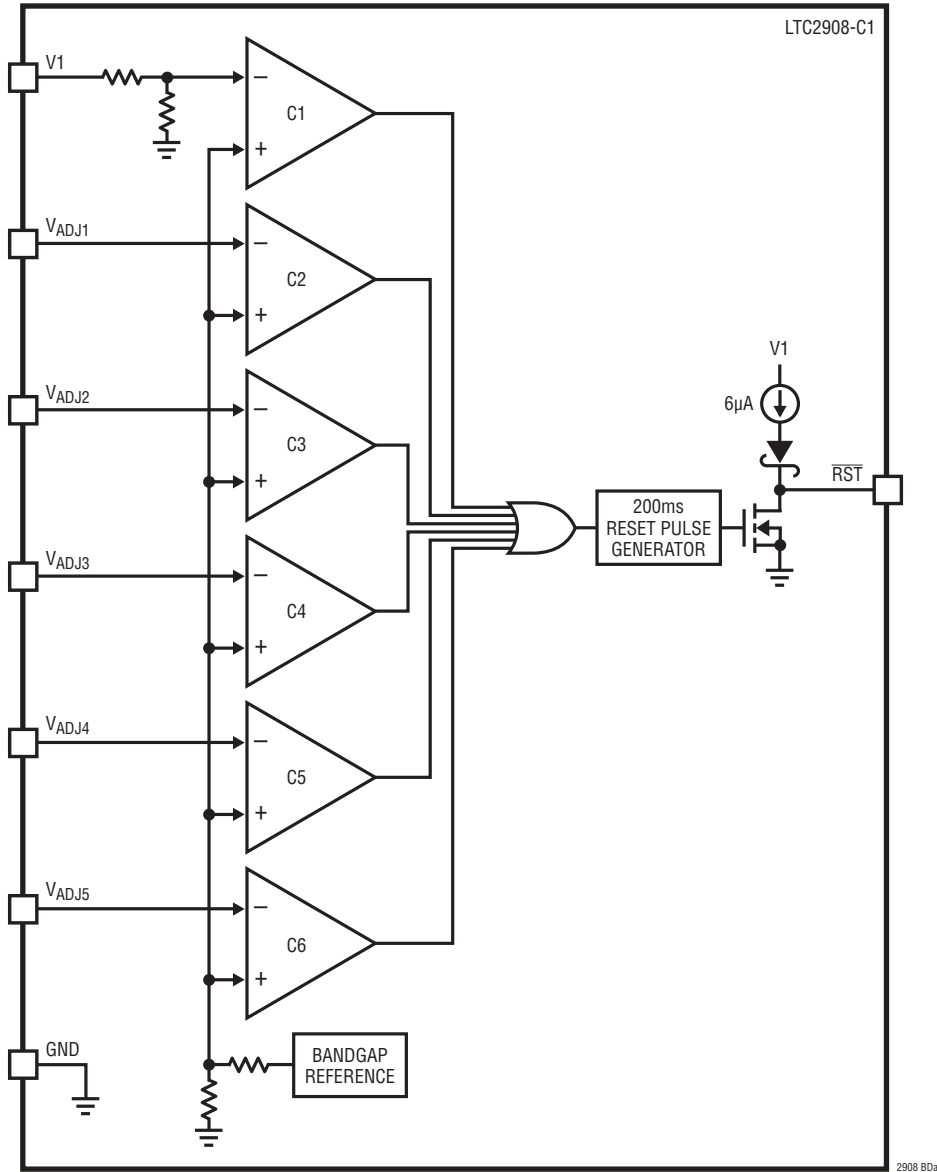 LTC2908-C1
V1
−
C1
+
VADJ1
−
C2
+
VADJ2
−
C3
+
VADJ3
−
C4
+
VADJ4
−
C5
+
VADJ5
−
C6
+
GND
BANDGAP
REFERENCE
200ms
RESET PULSE
GENERATOR
V1
6µA
RST
2908 BDa